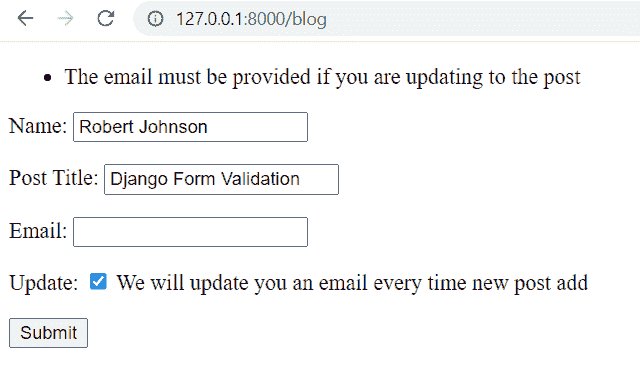 127.0.0.1:8000/blog
The email must be provided if you are updating to the post
Name: Robert Johnson
Post Title: Django Form Validation
Email:
Update: We will update you an email every time new post add
Submit